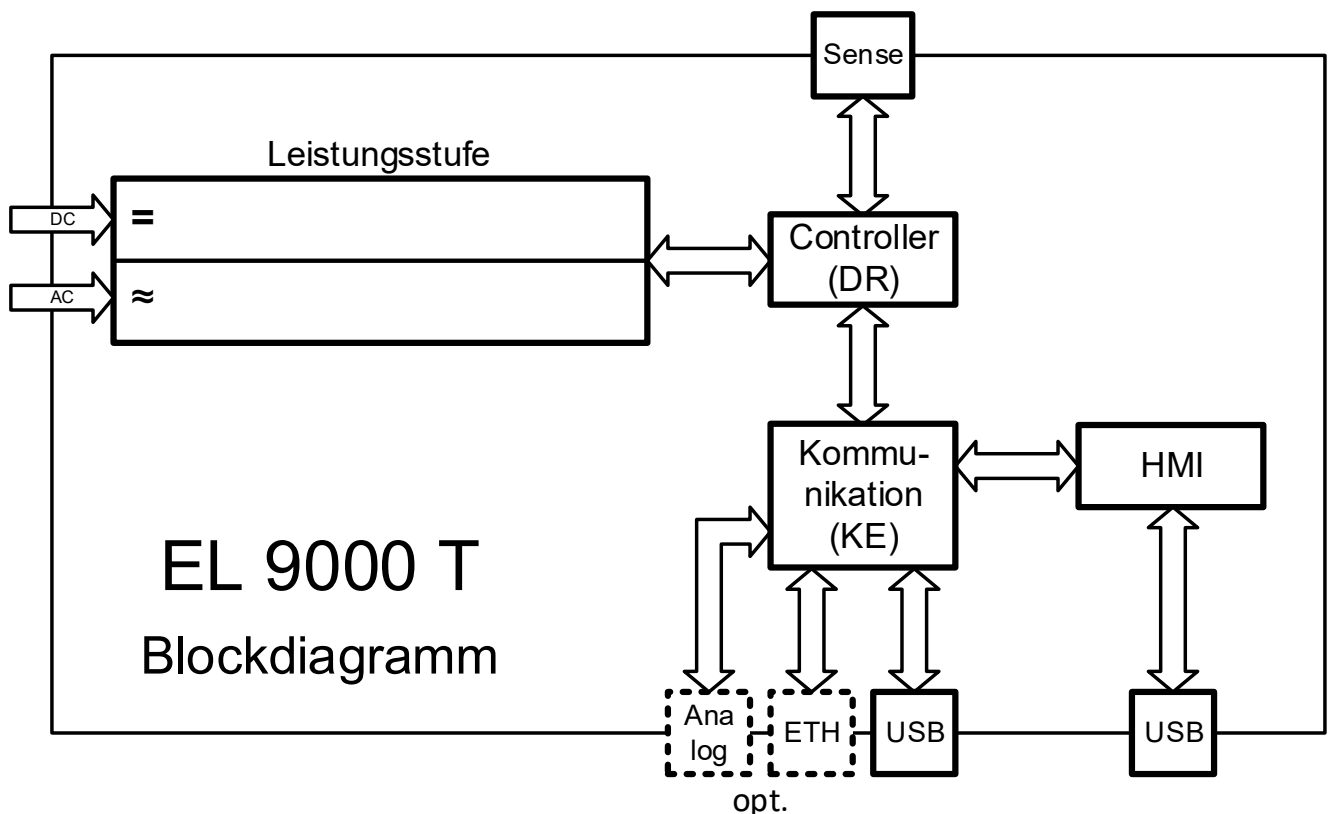 Sense
Leistungsstufe
DC
=
Controller
(DR)
AC
≈
Kommu-
nikation
(KE)
HMI
EL 9000 T
Blockdiagramm
Ana
log
ETH
USB
USB
opt.